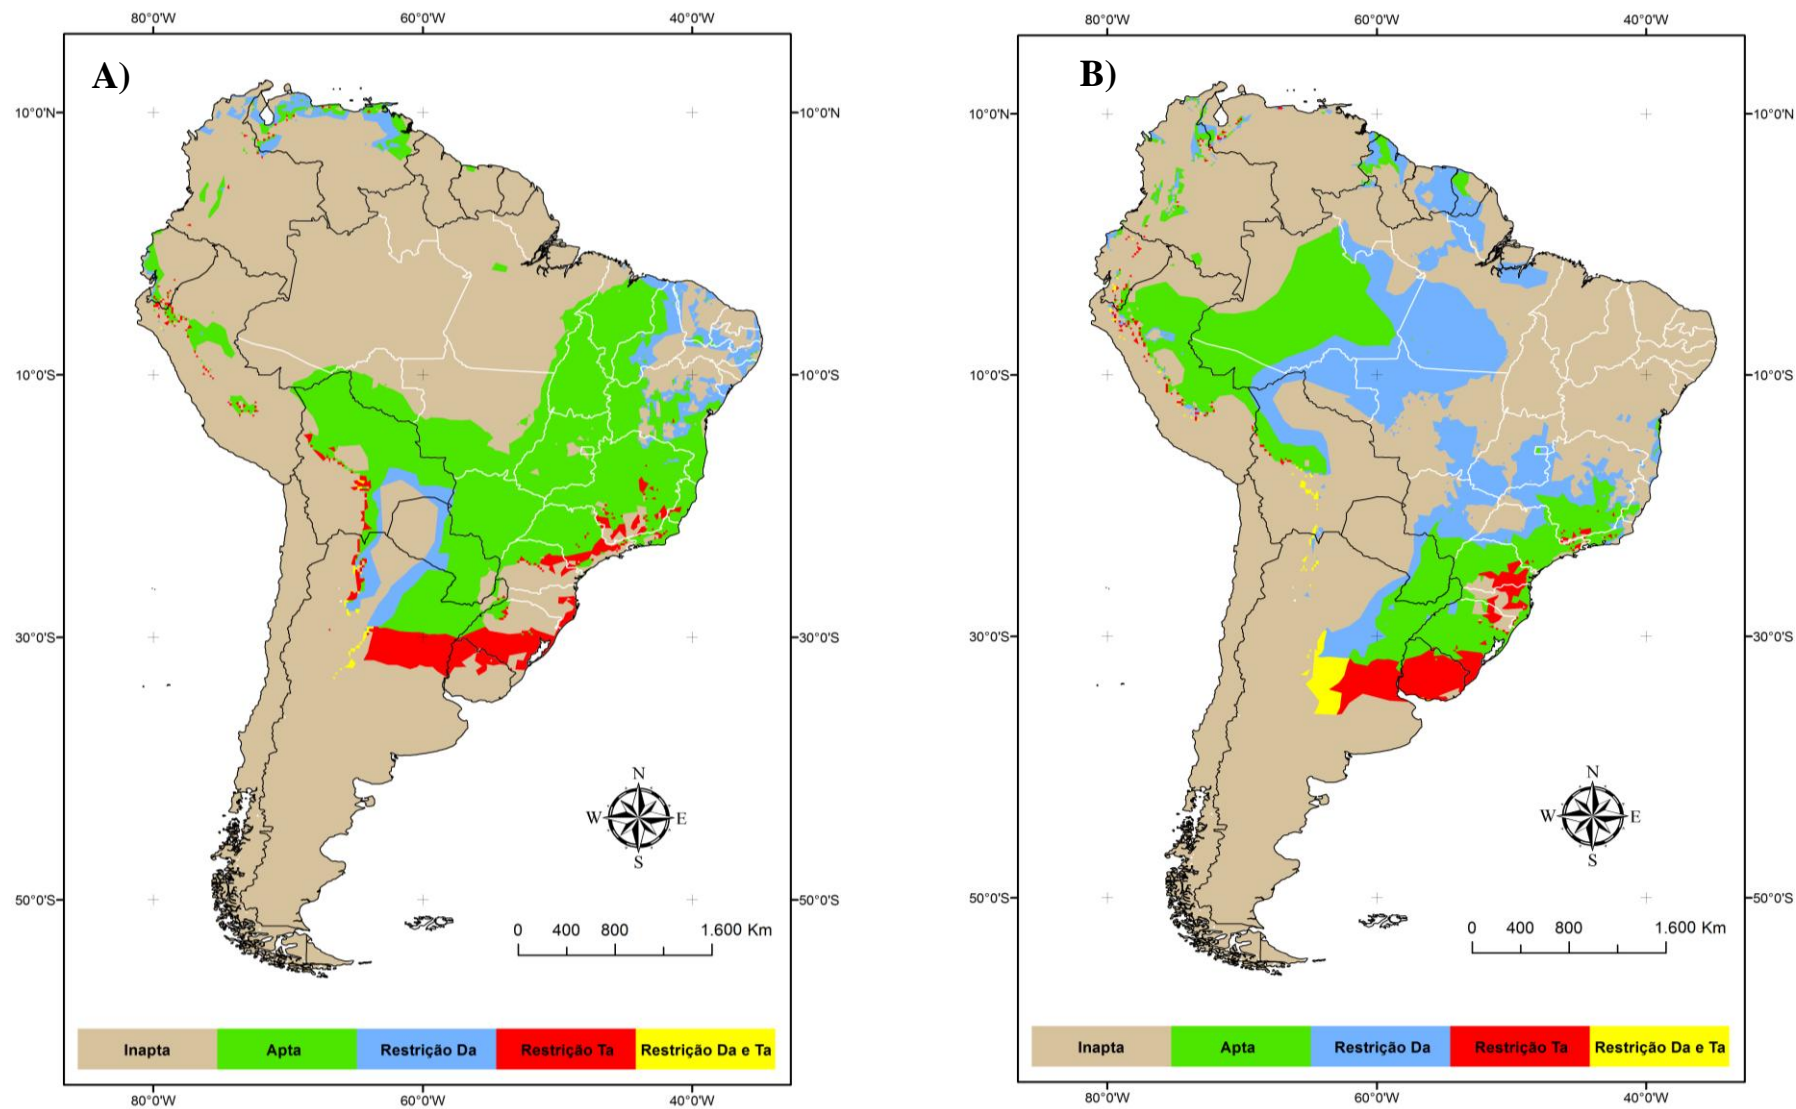 80°0'W 60°0'W 40°0'W
A)
10°0'N 10°0'N
10°0'S 10°0'S
30°0'S 30°0'S
N
W E
S
50°0'S 50°0'S
0 400 800 1.600 Km
Inapta Apta Restrição Da Restrição Ta Restrição Da e Ta
80°0'W 60°0'W 40°0'W
80°0'W 60°0'W 40°0'W
B)
10°0'N 10°0'N
10°0'S 10°0'S
30°0'S 30°0'S
N
W E
S
50°0'S 50°0'S
0 400 800 1.600 Km
Inapta Apta Restrição Da Restrição Ta Restrição Da e Ta
80°0'W 60°0'W 40°0'W